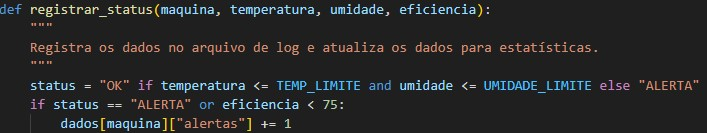 def registrar_status(maquina, temperatura, umidade, eficiencia):
    """
    Registra os dados no arquivo de log e atualiza os dados para estatísticas.
    """
    status = "OK" if temperatura <= TEMP_LIMITE and umidade <= UMIDADE_LIMITE else "ALERTA"
    if status == "ALERTA" or eficiencia < 75:
        dados[maquina]["alertas"] += 1